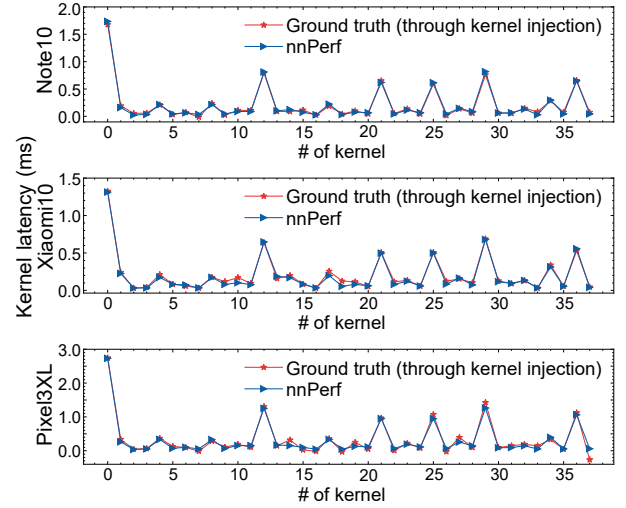 Kernel latency (ms)
Note10
2.0
1.5
1.0
0.5
0.0
Ground truth (through kernel injection)
nnPerf
0 5 10 15 20 25 30 35
# of kernel
Xiaomi10
1.5
1.0
0.5
0.0
Ground truth (through kernel injection)
nnPerf
0 5 10 15 20 25 30 35
# of kernel
Pixel3XL
3.0
2.0
1.0
0.0
Ground truth (through kernel injection)
nnPerf
0 5 10 15 20 25 30 35
# of kernel